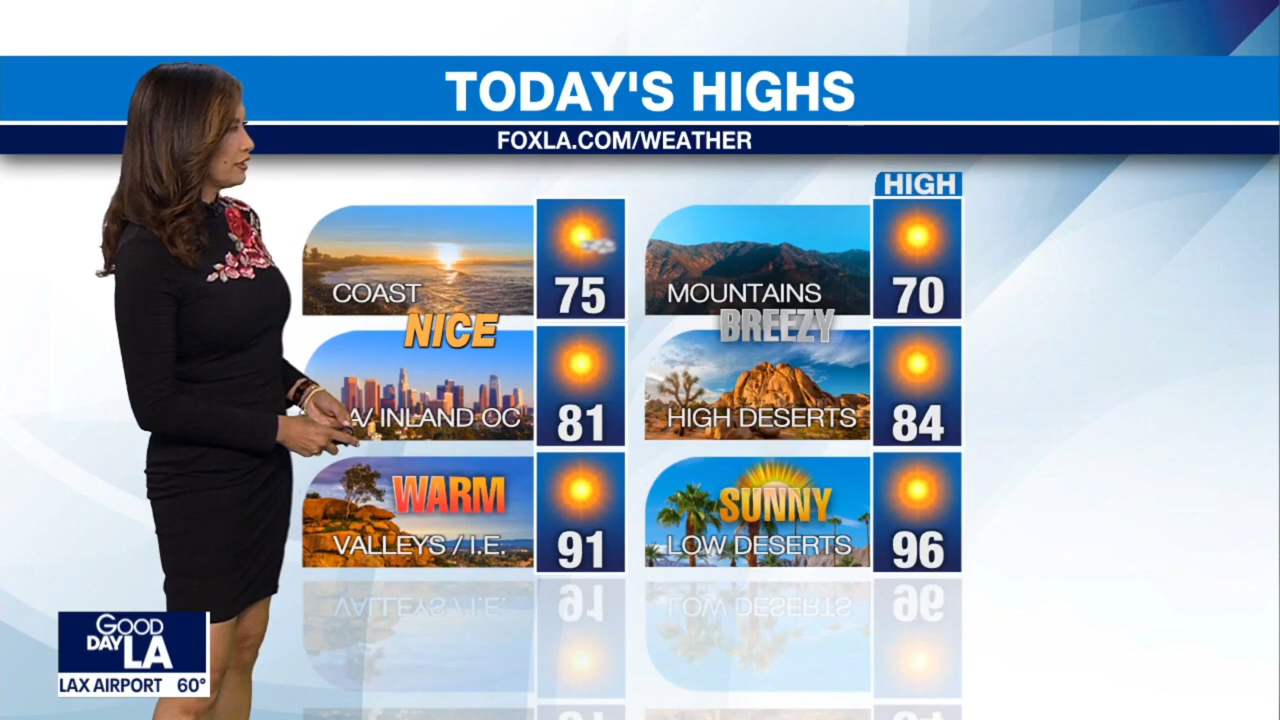 TODAY'S HIGHS
FOXLA.COM/WEATHER
HIGH
COAST
75
NICE
INLAND OC
81
WARM
VALLEYS / I.E.
91
MOUNTAINS
70
BREEZY
HIGH DESERTS
84
SUNNY
LOW DESERTS
96
GOOD
DAY LA
LAX AIRPORT 60°